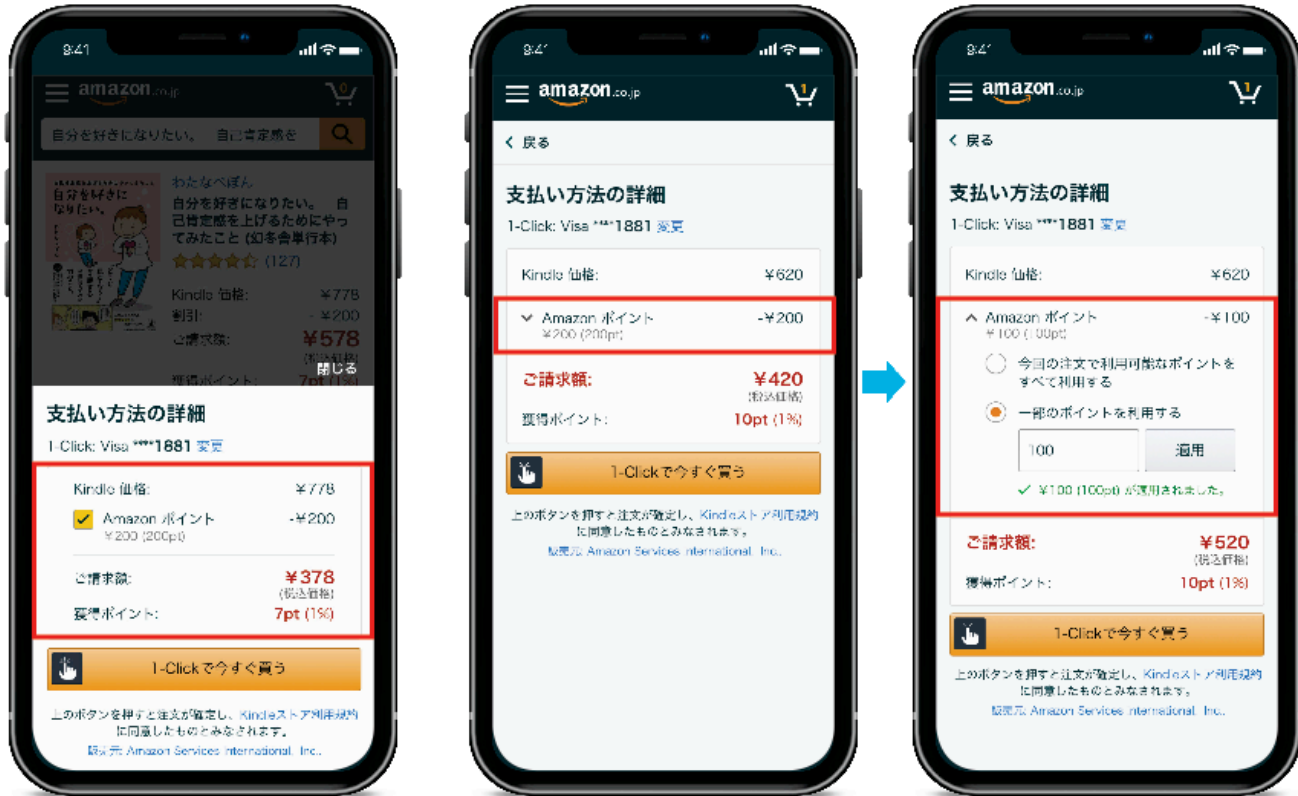 9:41
amazon.co.jp
0
自分を好きになりたい。 自己肯定感を
わたなべぽん
自分を好きになりたい。 自
己肯定感を上げるためにやっ
てみたこと (幻冬舎単行本)
(127)
Kindle 価格: ¥778
割引: - ¥200
ご請求額: ¥578
(税込価格)
閉じる
獲得ポイント: 7pt (1%)
支払い方法の詳細
1-Click: Visa ****1881 変更
Kindle 価格: ¥778
Amazon ポイント -¥200
¥200 (200pt)
ご請求額: ¥378
(税込価格)
獲得ポイント: 7pt (1%)
1-Clickで今すぐ買う
上のボタンを押すと注文が確定し、Kindleストア利用規約
に同意したものとみなされます。
販売元: Amazon Services International, Inc..
9:41
amazon.co.jp
1
戻る
支払い方法の詳細
1-Click: Visa ****1881 変更
Kindle 価格: ¥620
Amazon ポイント -¥200
¥200 (200pt)
ご請求額: ¥420
(税込価格)
獲得ポイント: 10pt (1%)
1-Clickで今すぐ買う
上のボタンを押すと注文が確定し、Kindleストア利用規約
に同意したものとみなされます。
販売元: Amazon Services International, Inc..
9:41
amazon.co.jp
1
戻る
支払い方法の詳細
1-Click: Visa ****1881 変更
Kindle 価格: ¥620
Amazon ポイント -¥100
¥100 (100pt)
今回の注文で利用可能なポイントを
すべて利用する
一部のポイントを利用する
100 適用
¥100 (100pt) が適用されました。
ご請求額: ¥520
(税込価格)
獲得ポイント: 10pt (1%)
1-Clickで今すぐ買う
上のボタンを押すと注文が確定し、Kindleストア利用規約
に同意したものとみなされます。
販売元: Amazon Services International, Inc..